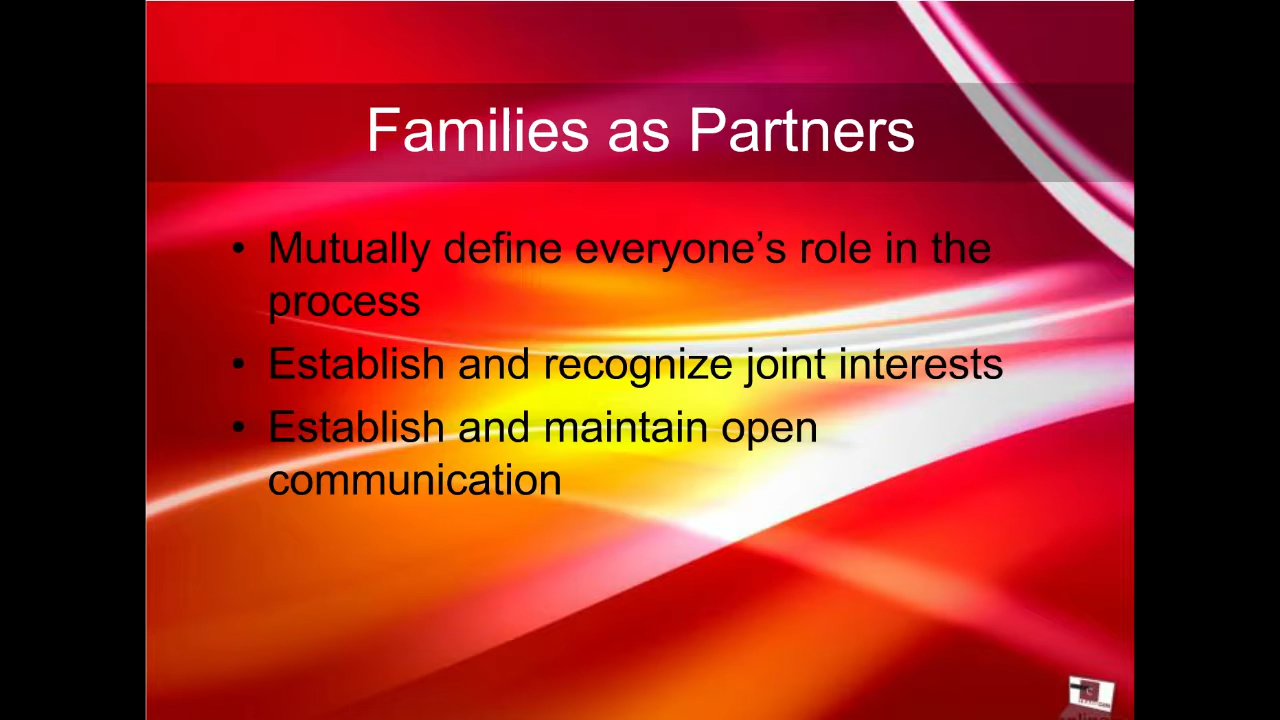 Families as Partners
• Mutually define everyone’s role in the
process
• Establish and recognize joint interests
• Establish and maintain open
communication